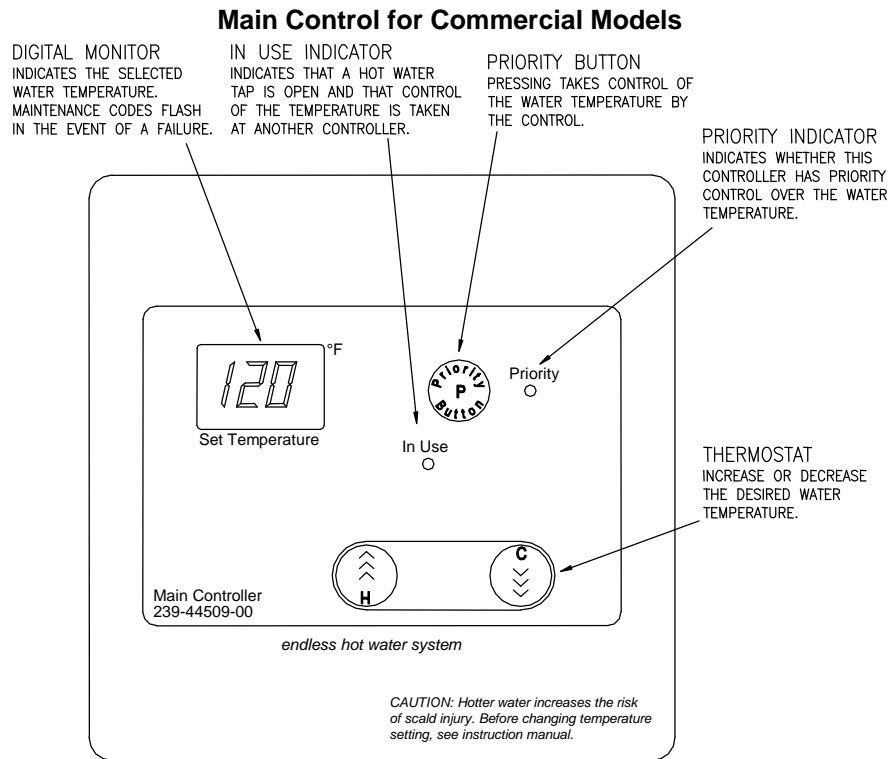 Main Control for Commercial Models
DIGITAL MONITOR
INDICATES THE SELECTED
WATER TEMPERATURE.
MAINTENANCE CODES FLASH
IN THE EVENT OF A FAILURE.
IN USE INDICATOR
INDICATES THAT A HOT WATER
TAP IS OPEN AND THAT CONTROL
OF THE TEMPERATURE IS TAKEN
AT ANOTHER CONTROLLER.
PRIORITY BUTTON
PRESSING TAKES CONTROL OF
THE WATER TEMPERATURE BY
THE CONTROL.
PRIORITY INDICATOR
INDICATES WHETHER THIS
CONTROLLER HAS PRIORITY
CONTROL OVER THE WATER
TEMPERATURE.
120
°F
Set Temperature
Priority
P
Button
Priority
In Use
THERMOSTAT
INCREASE OR DECREASE
THE DESIRED WATER
TEMPERATURE.
H
C
Main Controller
239-44509-00
endless hot water system
CAUTION: Hotter water increases the risk
of scald injury. Before changing temperature
setting, see instruction manual.